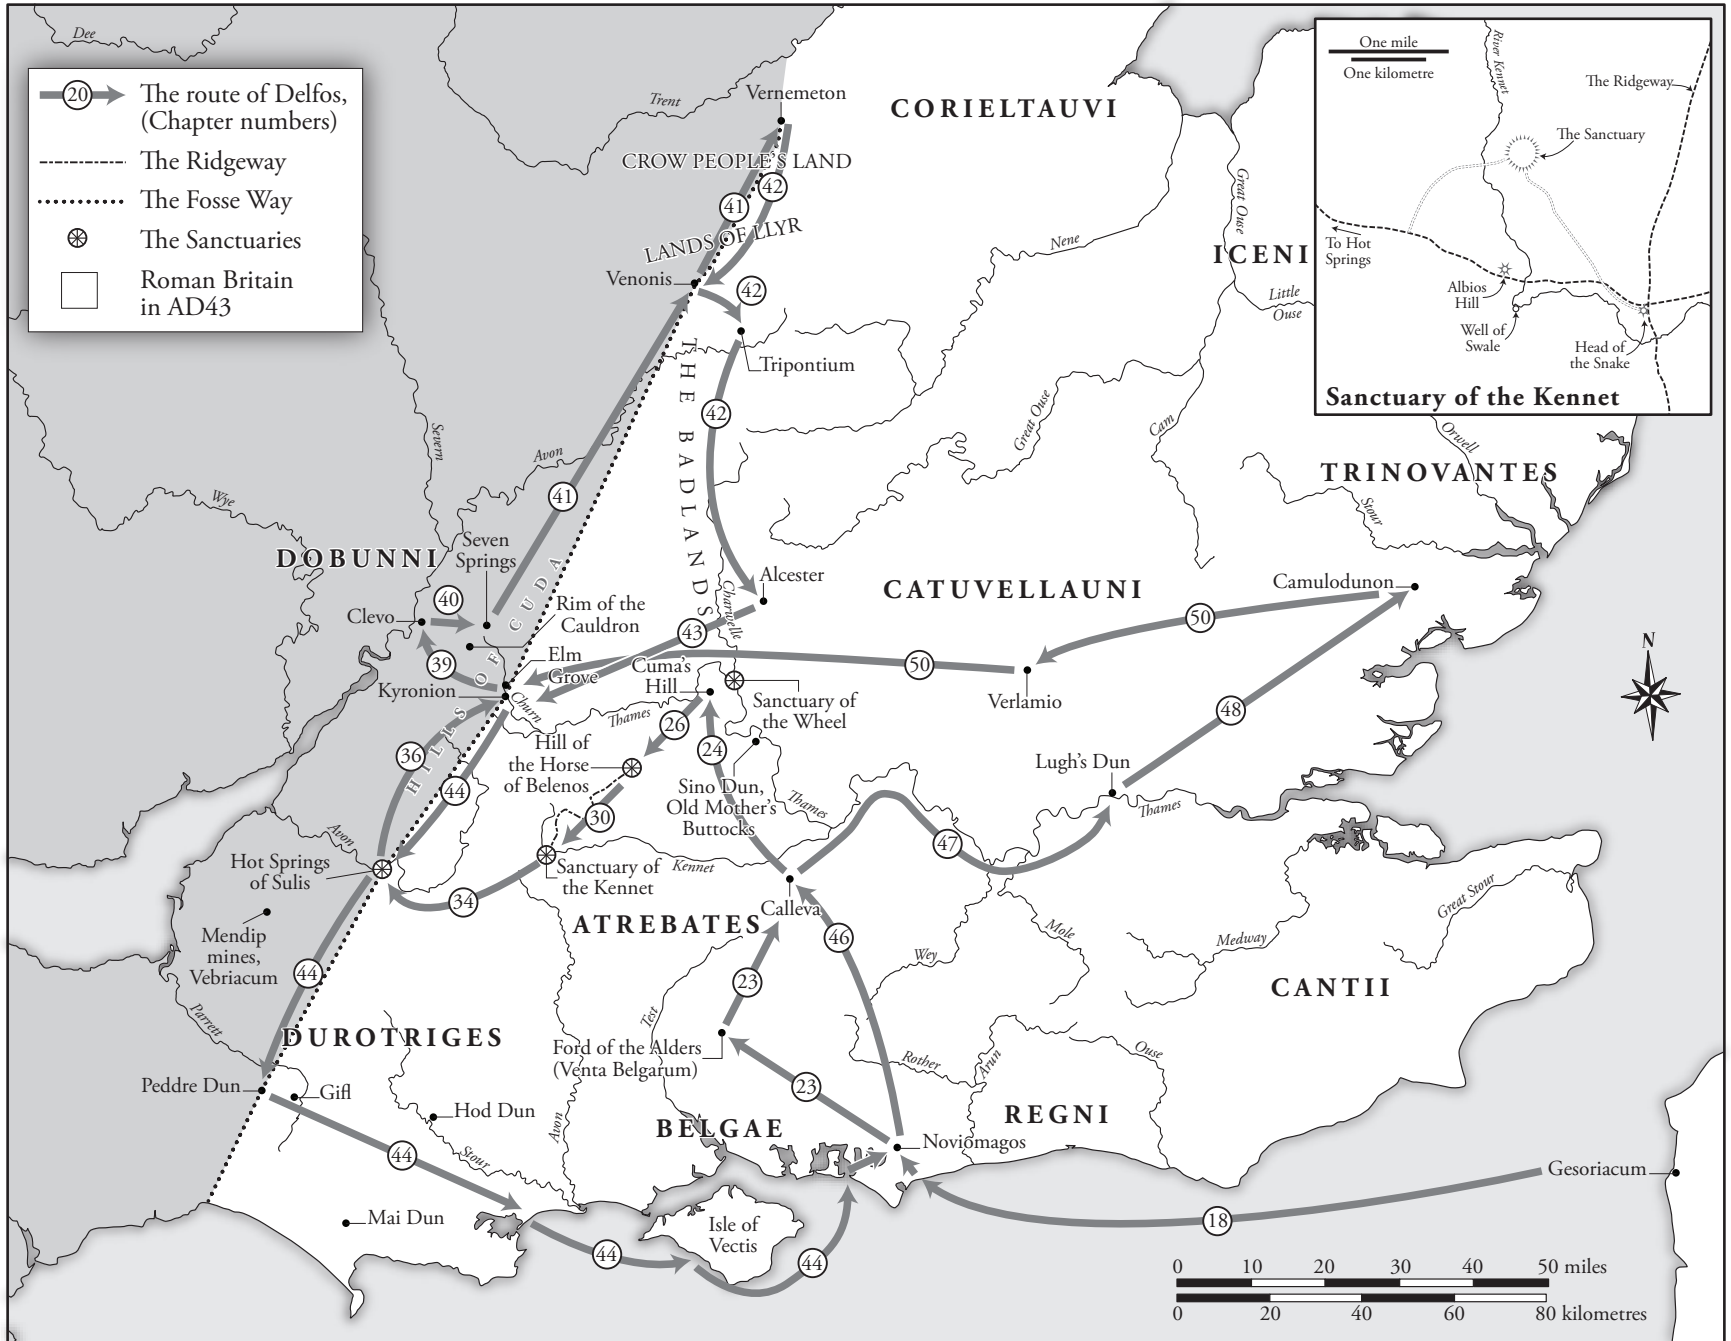 20
The route of Delfos,
(Chapter numbers)
The Ridgeway
The Fosse Way
The Sanctuaries
Roman Britain
in AD43
Dee
Trent
Vernemeton
CORIELTAUVI
CROW PEOPLE'S LAND
42
41
LANDS OF LLYR
Venonis
42
Nene
Great Ouse
ICENI
Little
Ouse
One mile
One kilometre
River Kennet
The Ridgeway
The Sanctuary
To Hot
Springs
Albios
Hill
Well of
Swale
Head of
the Snake
Sanctuary of the Kennet
THE BADLANDS
Tripontium
42
Severn
Avon
Wye
41
Great Ouse
Cam
Orwell
TRINOVANTES
Stour
DOBUNNI
Seven
Springs
HILLS OF CUDA
Alcester
Charwelle
CATUVELLAUNI
Camulodunon
50
40
Clevo
Rim of the
Cauldron
43
39
Elm
Grove
Kyronion
Churn
Cuma's
Hill
50
Verlamio
Sanctuary of
the Wheel
48
N
Thames
26
24
36
Hill of
the Horse
of Belenos
44
Sino Dun,
Old Mother's
Buttocks
Thames
Lugh's Dun
Thames
30
47
Avon
Hot Springs
of Sulis
Sanctuary of
the Kennet
Kennet
34
Calleva
ATREBATES
46
Mendip
mines,
Vebriacum
44
23
Wey
Mole
Medway
Great Stour
CANTII
Parrett
DUROTRIGES
Test
Ford of the Alders
(Venta Belgarum)
Rother
Arun
Ouse
Peddre Dun
Gifl
Hod Dun
23
Avon
BELGAE
REGNI
Noviomagos
44
Stour
Gesoriacum
18
Mai Dun
Isle of
Vectis
44
44
0 10 20 30 40 50 miles
0 20 40 60 80 kilometres